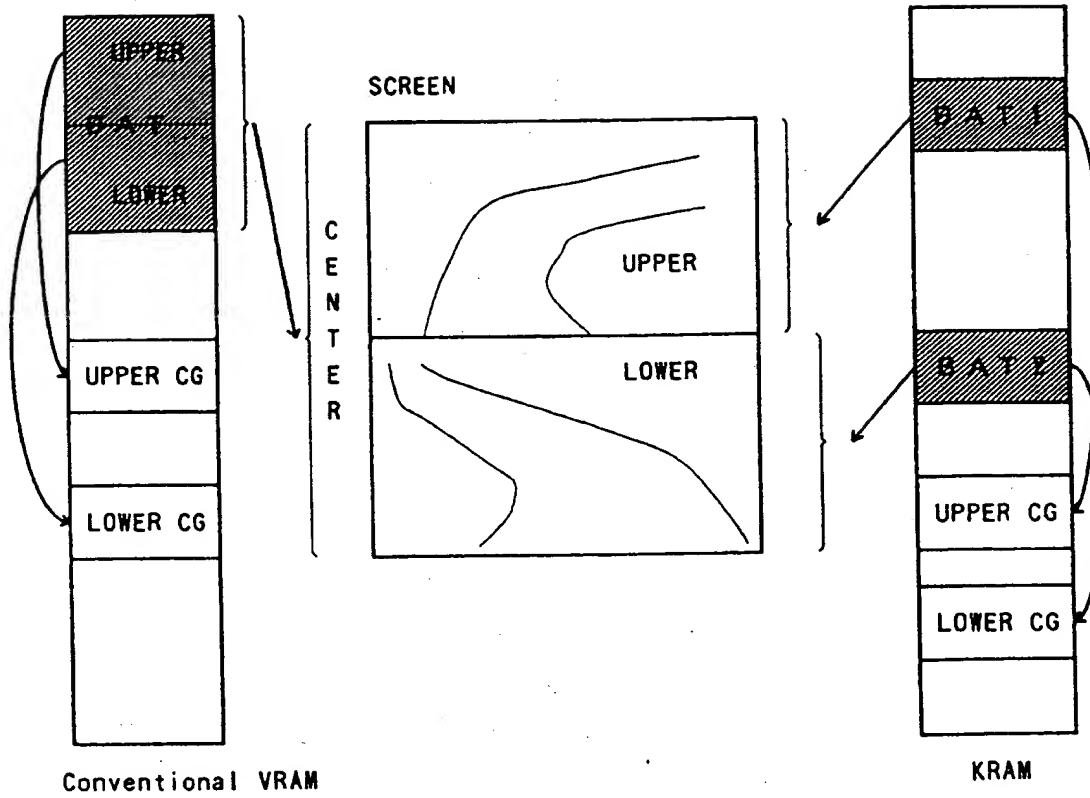 UPPER
BAT
LOWER
UPPER CG
LOWER CG
Conventional VRAM
SCREEN
CENTER
UPPER
LOWER
BAT1
BAT2
UPPER CG
LOWER CG
KRAM